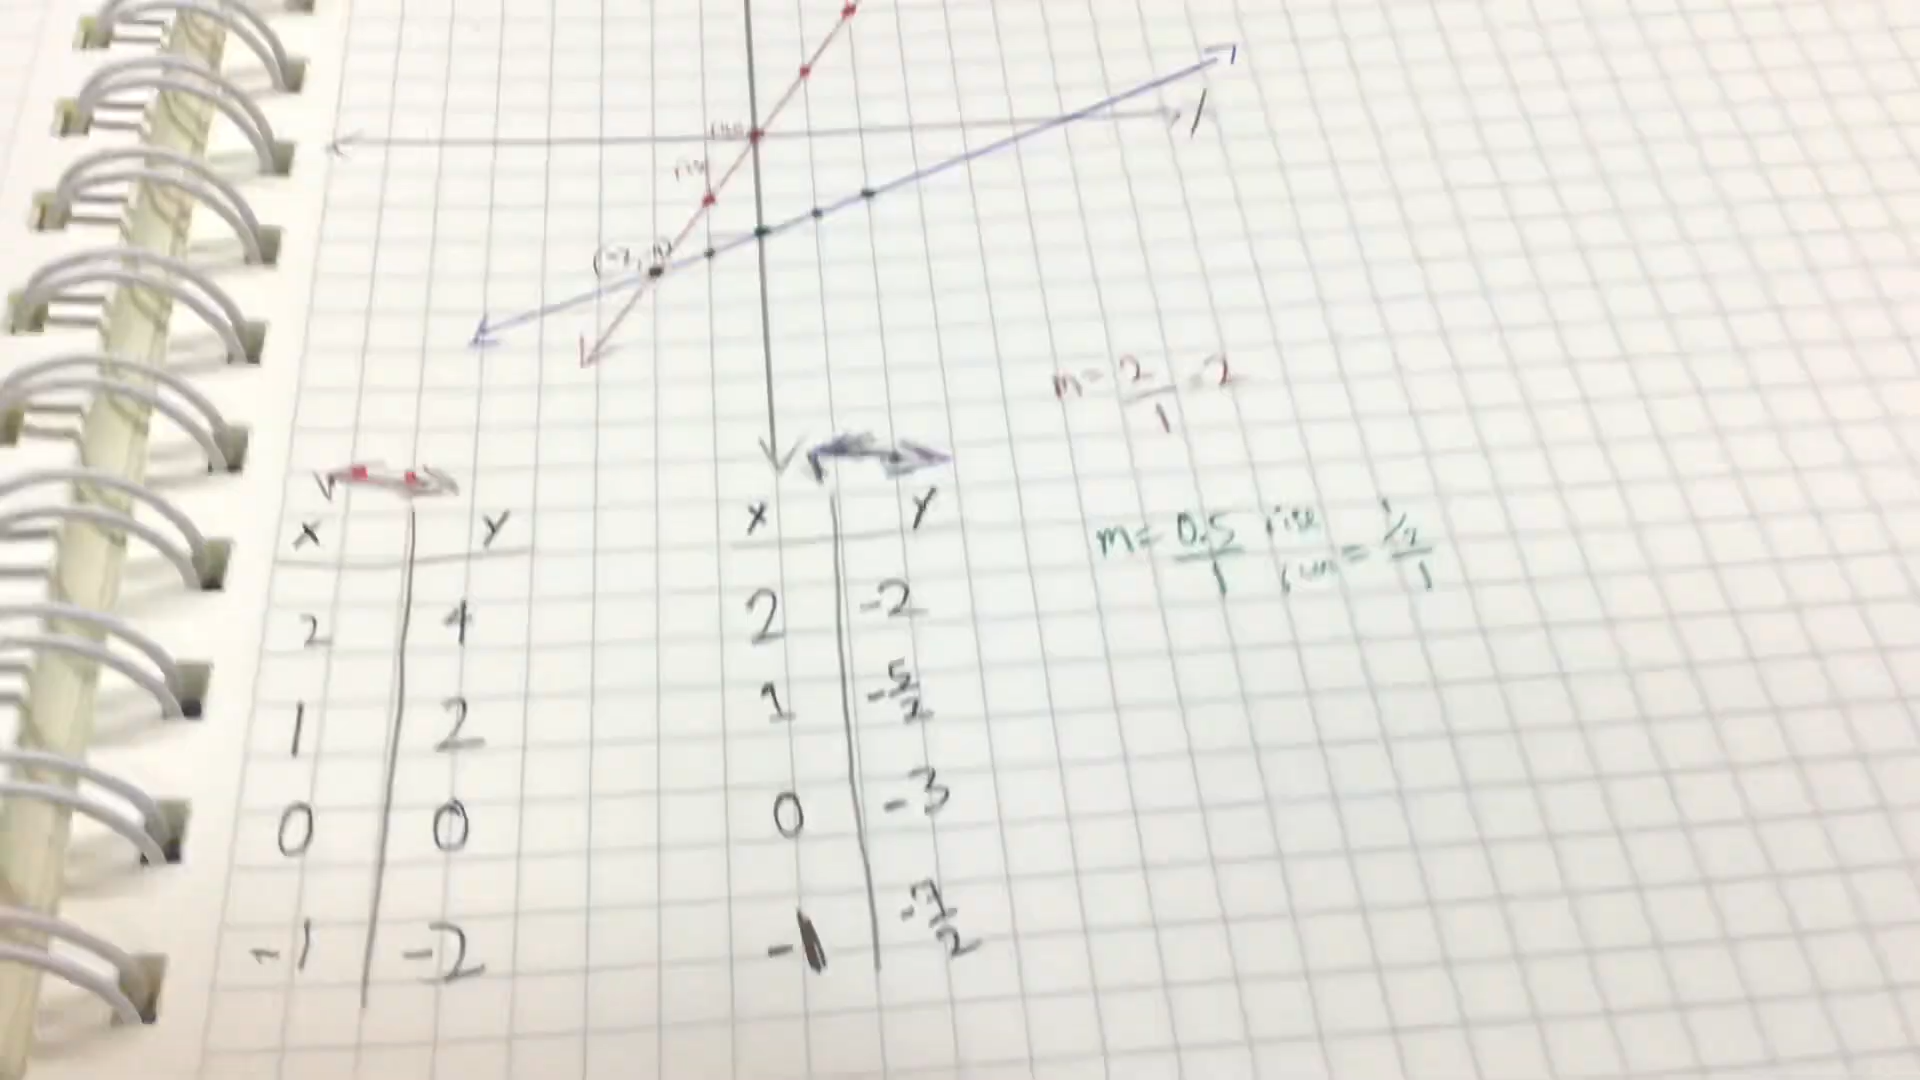 rise
(-2,-4)
m= 2/1 = 2
x y
2 4
1 2
0 0
-1 -2
x y
2 -2
1 -5/2
0 -3
-1 -7/2
m= 0.5/1 rise/run = 1/2/1